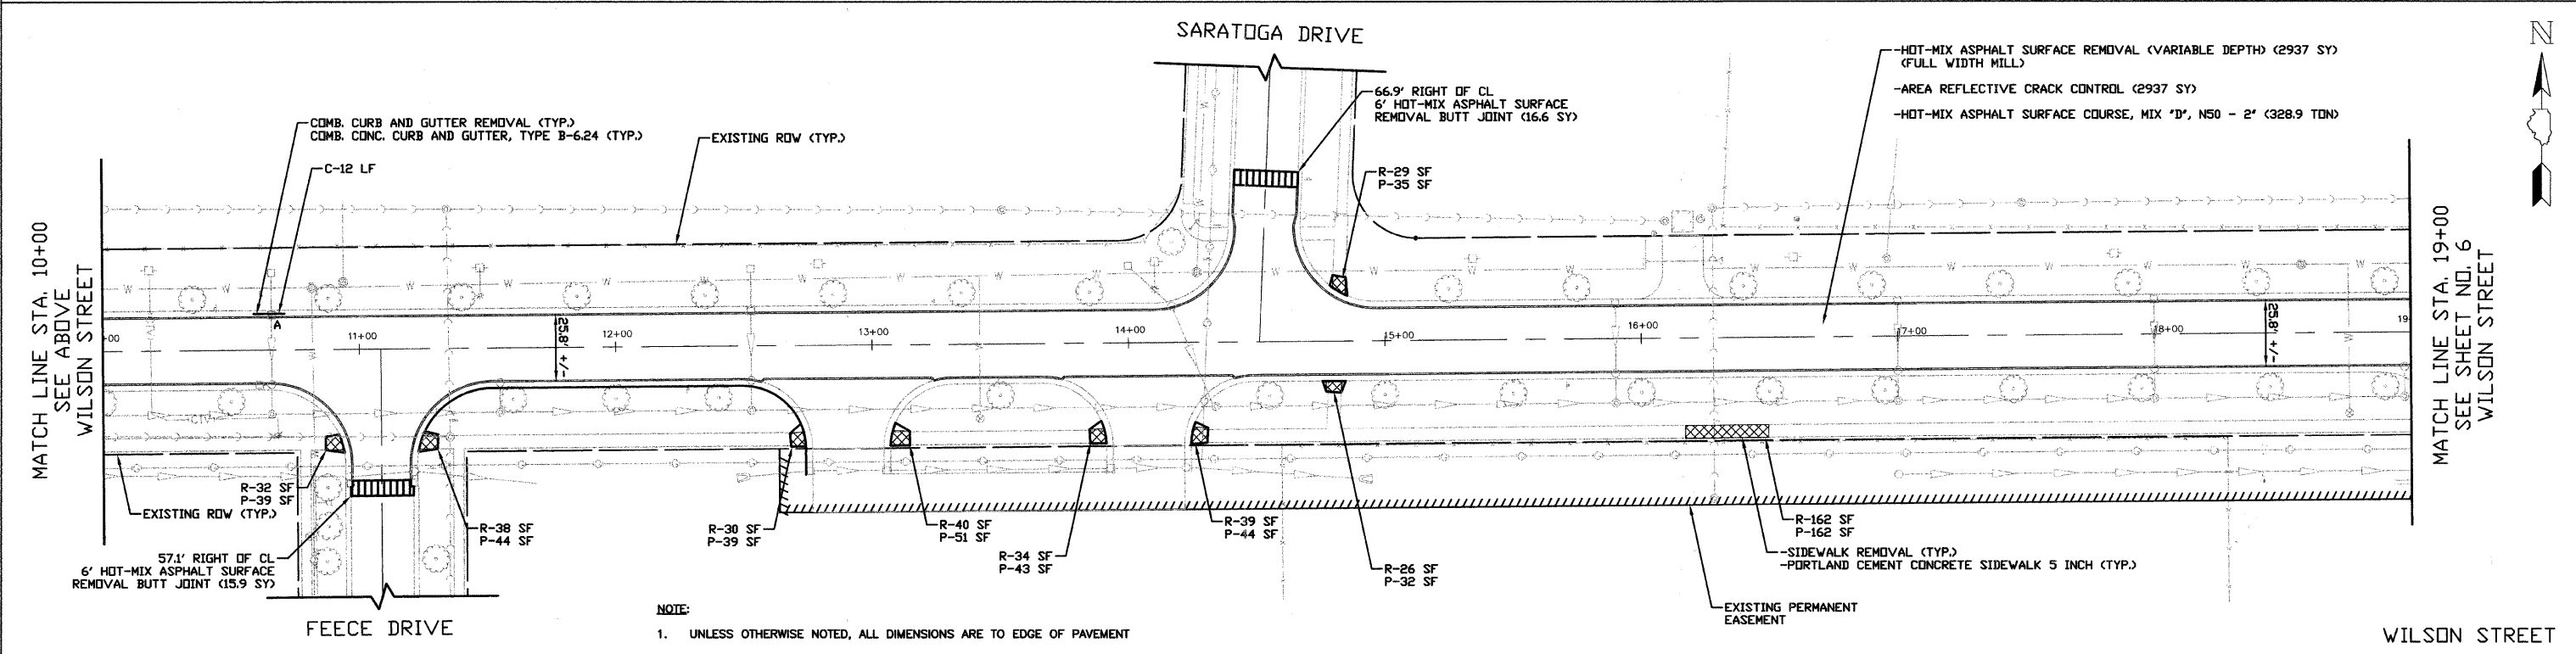 SARATOGA DRIVE
N
-HOT-MIX ASPHALT SURFACE REMOVAL (VARIABLE DEPTH) (2937 SY)
(FULL WIDTH MILL)
-AREA REFLECTIVE CRACK CONTROL (2937 SY)
-HOT-MIX ASPHALT SURFACE COURSE, MIX "D", N50 - 2" (328.9 TON)
66.9' RIGHT OF CL
6' HOT-MIX ASPHALT SURFACE
REMOVAL BUTT JOINT (16.6 SY)
COMB. CURB AND GUTTER REMOVAL (TYP.)
COMB. CONC. CURB AND GUTTER, TYPE B-6.24 (TYP.)
EXISTING ROW (TYP.)
C-12 LF
R-29 SF
P-35 SF
MATCH LINE STA. 10+00
SEE ABOVE
WILSON STREET
MATCH LINE STA. 19+00
SEE SHEET NO. 6
WILSON STREET
A
+00
11+00
25.8' +/-
12+00
13+00
14+00
15+00
16+00
17+00
18+00
25.8' +/-
19
R-32 SF
P-39 SF
EXISTING ROW (TYP.)
57.1' RIGHT OF CL
6' HOT-MIX ASPHALT SURFACE
REMOVAL BUTT JOINT (15.9 SY)
R-38 SF
P-44 SF
R-30 SF
P-39 SF
R-40 SF
P-51 SF
R-34 SF
P-43 SF
R-39 SF
P-44 SF
R-26 SF
P-32 SF
R-162 SF
P-162 SF
-SIDEWALK REMOVAL (TYP.)
-PORTLAND CEMENT CONCRETE SIDEWALK 5 INCH (TYP.)
EXISTING PERMANENT
EASEMENT
FEECE DRIVE
NOTE:
1. UNLESS OTHERWISE NOTED, ALL DIMENSIONS ARE TO EDGE OF PAVEMENT
WILSON STREET